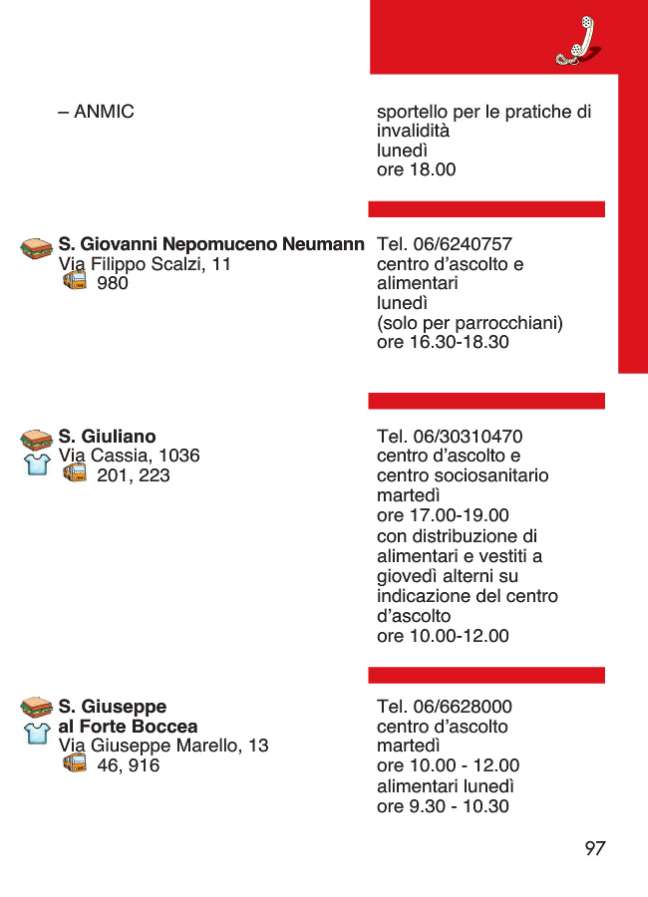 – ANMIC
sportello per le pratiche di
invalidità
lunedì
ore 18.00
S. Giovanni Nepomuceno Neumann
Via Filippo Scalzi, 11
980
Tel. 06/6240757
centro d'ascolto e
alimentari
lunedì
(solo per parrocchiani)
ore 16.30-18.30
S. Giuliano
Via Cassia, 1036
201, 223
Tel. 06/30310470
centro d'ascolto e
centro sociosanitario
martedì
ore 17.00-19.00
con distribuzione di
alimentari e vestiti a
giovedì alterni su
indicazione del centro
d'ascolto
ore 10.00-12.00
S. Giuseppe
al Forte Boccea
Via Giuseppe Marello, 13
46, 916
Tel. 06/6628000
centro d'ascolto
martedì
ore 10.00 - 12.00
alimentari lunedì
ore 9.30 - 10.30
97